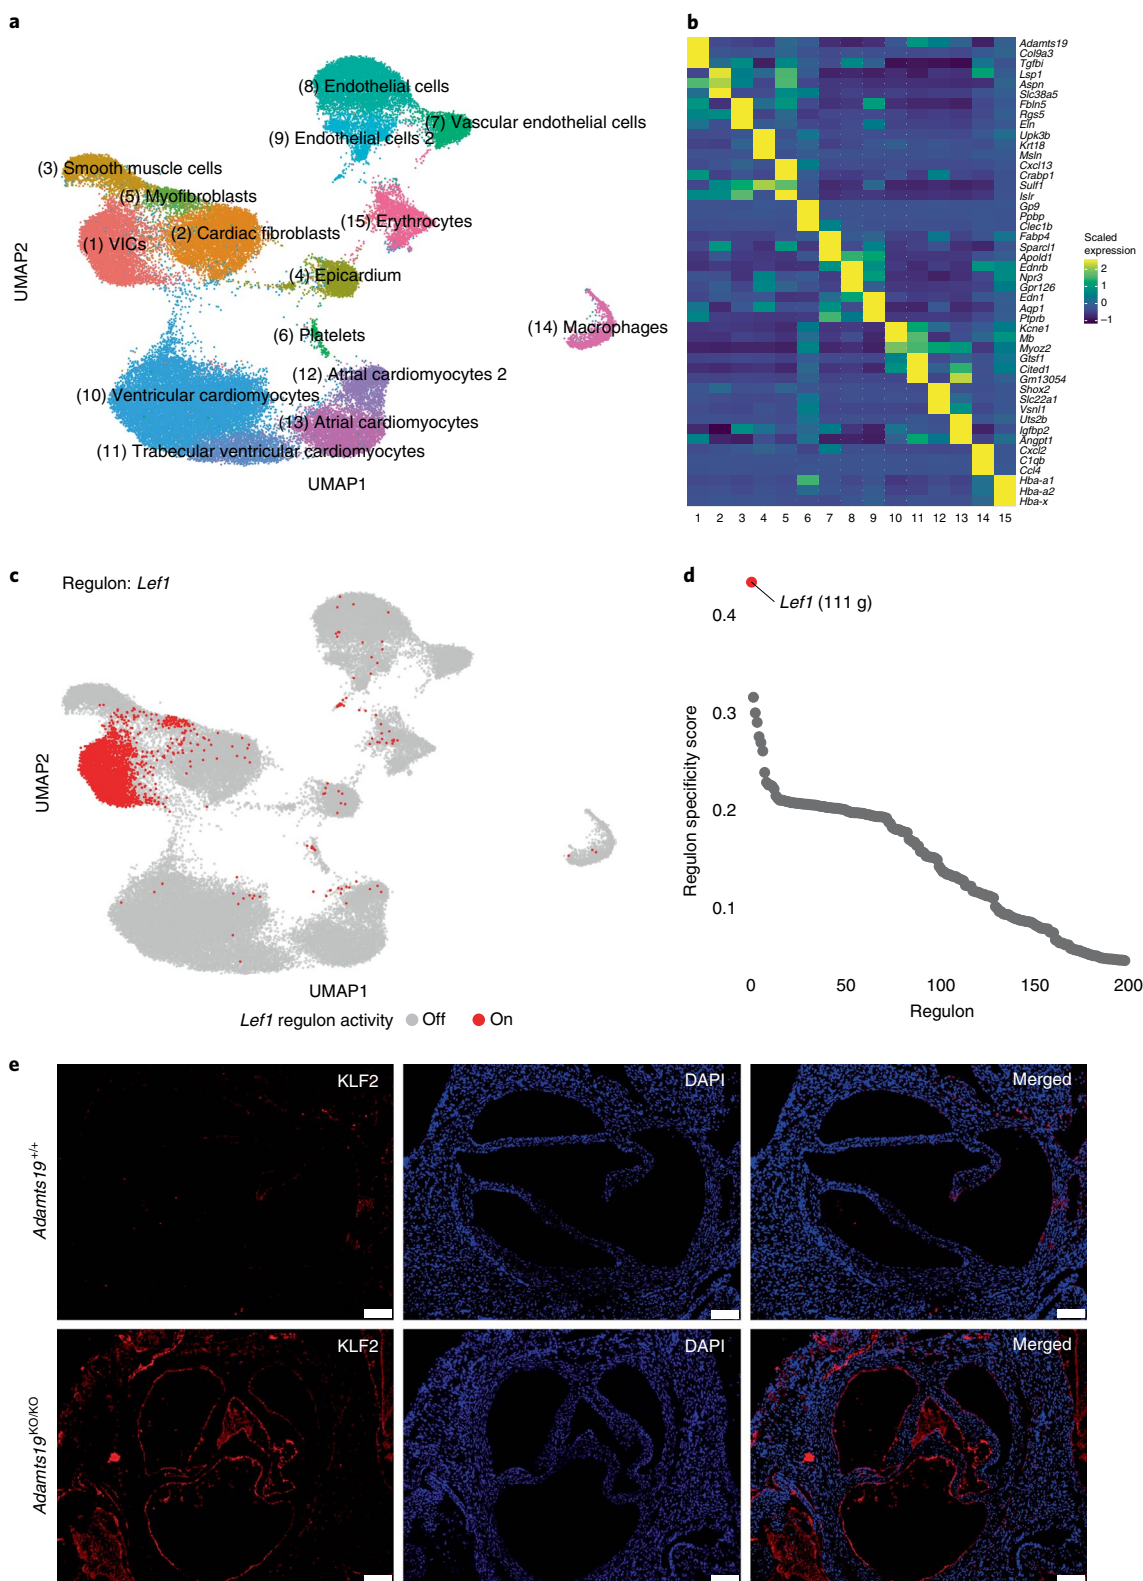 a
(8) Endothelial cells
(7) Vascular endothelial cells
(9) Endothelial cells 2
(3) Smooth muscle cells
(5) Myofibroblasts
(15) Erythrocytes
(2) Cardiac fibroblasts
(1) VICs
(4) Epicardium
(14) Macrophages
(6) Platelets
(12) Atrial cardiomyocytes 2
(10) Ventricular cardiomyocytes
(13) Atrial cardiomyocytes
(11) Trabecular ventricular cardiomyocytes
UMAP2
UMAP1
b
Adamts19
Col9a3
Tgfbi
Lsp1
Aspn
Slc38a5
Fbln5
Rgs5
Eln
Upk3b
Krt18
Msln
Cxcl13
Crabp1
Sulf1
Islr
Gp9
Ppbp
Clec1b
Fabp4
Sparcl1
Apold1
Ednrb
Npr3
Gpr126
Edn1
Aqp1
Ptprb
Kcne1
Mb
Myoz2
Gtsf1
Cited1
Gm13054
Shox2
Slc22a1
Vsnl1
Uts2b
Igfbp2
Angpt1
Cxcl2
C1qb
Ccl4
Hba-a1
Hba-a2
Hba-x
1 2 3 4 5 6 7 8 9 10 11 12 13 14 15
Scaled
expression
2
1
0
−1
c
Regulon: Lef1
UMAP2
UMAP1
Lef1 regulon activity Off On
d
Lef1 (111 g)
0.4
0.3
0.2
0.1
Regulon specificity score
0 50 100 150 200
Regulon
e
KLF2 DAPI Merged
Adamts19+/+
KLF2 DAPI Merged
Adamts19KO/KO